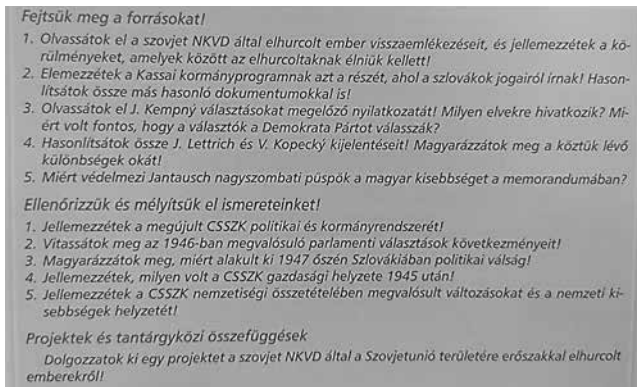 Fejtsük meg a forrásokat!
1. Olvassátok el a szovjet NKVD által elhurcolt ember visszaemlékezéseit, és jellemezzétek a kö-
rülményeket, amelyek között az elhurcoltaknak élniük kellett!
2. Elemezzétek a Kassai kormányprogramnak azt a részét, ahol a szlovákok jogairól írnak! Hason-
lítsátok össze más hasonló dokumentumokkal is!
3. Olvassátok el J. Kempný választásokat megelőző nyilatkozatát! Milyen elvekre hivatkozik? Mi-
ért volt fontos, hogy a választók a Demokrata Pártot válasszák?
4. Hasonlítsátok össze J. Lettrich és V. Kopecký kijelentéseit! Magyarázzátok meg a köztük lévő
különbségek okát!
5. Miért védelmezi Jantausch nagyszombati püspök a magyar kisebbséget a memorandumában?
Ellenőrizzük és mélyítsük el ismereteinket!
1. Jellemezzétek a megújult CSSZK politikai és kormányrendszerét!
2. Vitassátok meg az 1946-ban megvalósuló parlamenti választások következményeit!
3. Magyarázzátok meg, miért alakult ki 1947 őszén Szlovákiában politikai válság!
4. Jellemezzétek, milyen volt a CSSZK gazdasági helyzete 1945 után!
5. Jellemezzétek a CSSZK nemzetiségi összetételében megvalósult változásokat és a nemzeti ki-
sebbségek helyzetét!
Projektek és tantárgyközi összefüggések
Dolgozzatok ki egy projektet a szovjet NKVD által a Szovjetunió területére erőszakkal elhurcolt
emberekről!